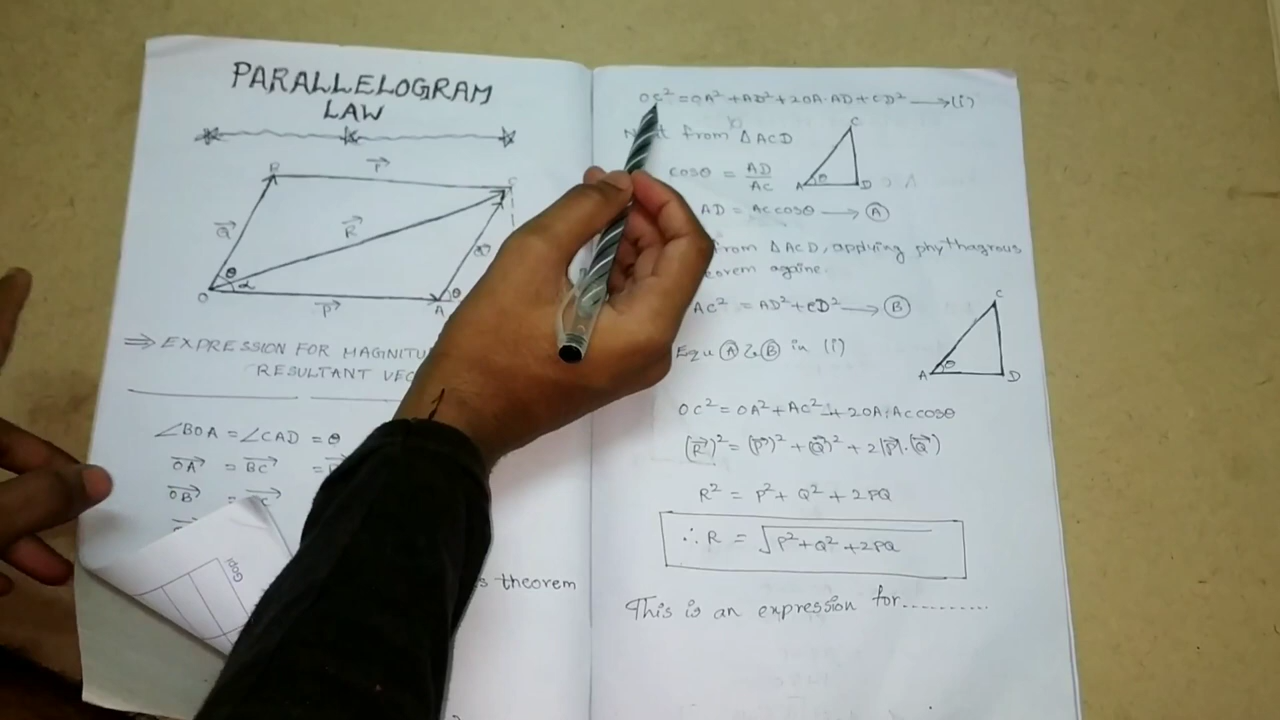 PARALLELOGRAM
LAW
B
P
C
Q
R
Q
θ
α
θ
O
P
A
⇒ EXPRESSION FOR MAGNITU
RESULTANT VEC
∠BOA = ∠CAD = θ
OA = BC =
OB =
Gopi
s theorem
OC² = OA² + AD² + 2OA·AD + CD² → (i)
from ΔACD
cosθ = AD/AC
C
A θ D
AD = ACcosθ → Ⓐ
from ΔACD, applying phythagrous
eorem againe.
AC² = AD² + CD² → Ⓑ
C
A θ D
Equ Ⓐ & Ⓑ in (i)
OC² = OA² + AC² + 2OA·ACcosθ
(R⃗)² = (P⃗)² + (Q⃗)² + 2|P⃗|·(Q⃗)
R² = P² + Q² + 2PQ
∴ R = √P² + Q² + 2PQ
This is an expression for...........